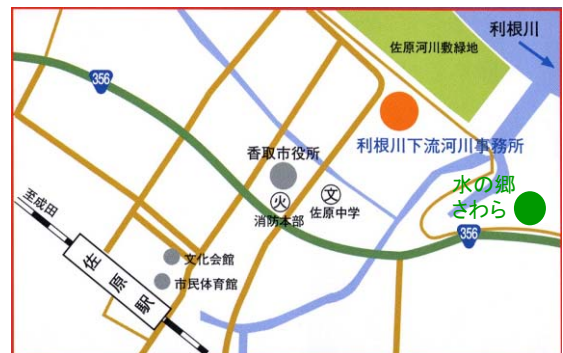 利根川
佐原河川敷緑地
356
利根川下流河川事務所
香取市役所
水の郷
さわら
火
文
消防本部
佐原中学
至成田
356
文化会館
佐原駅
市民体育館